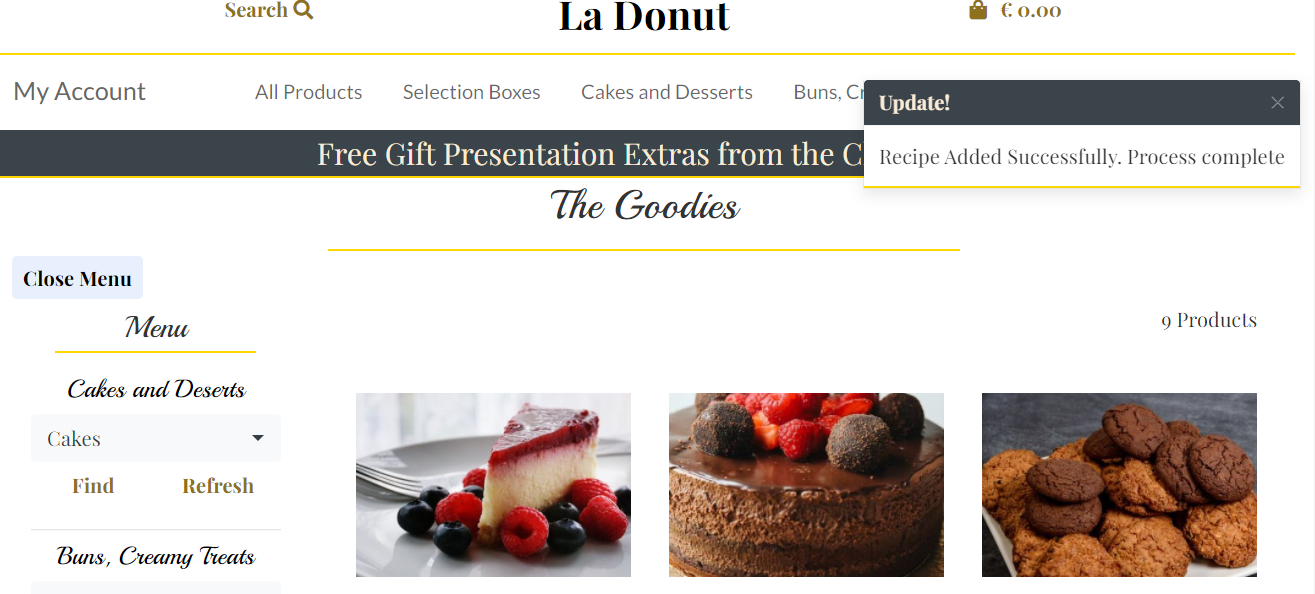 Search
La Donut
€ 0.00
My Account
All Products
Selection Boxes
Cakes and Desserts
Buns, Cr
Update!
Recipe Added Successfully. Process complete
Free Gift Presentation Extras from the C
The Goodies
Close Menu
Menu
9 Products
Cakes and Deserts
Cakes
Find
Refresh
Buns, Creamy Treats